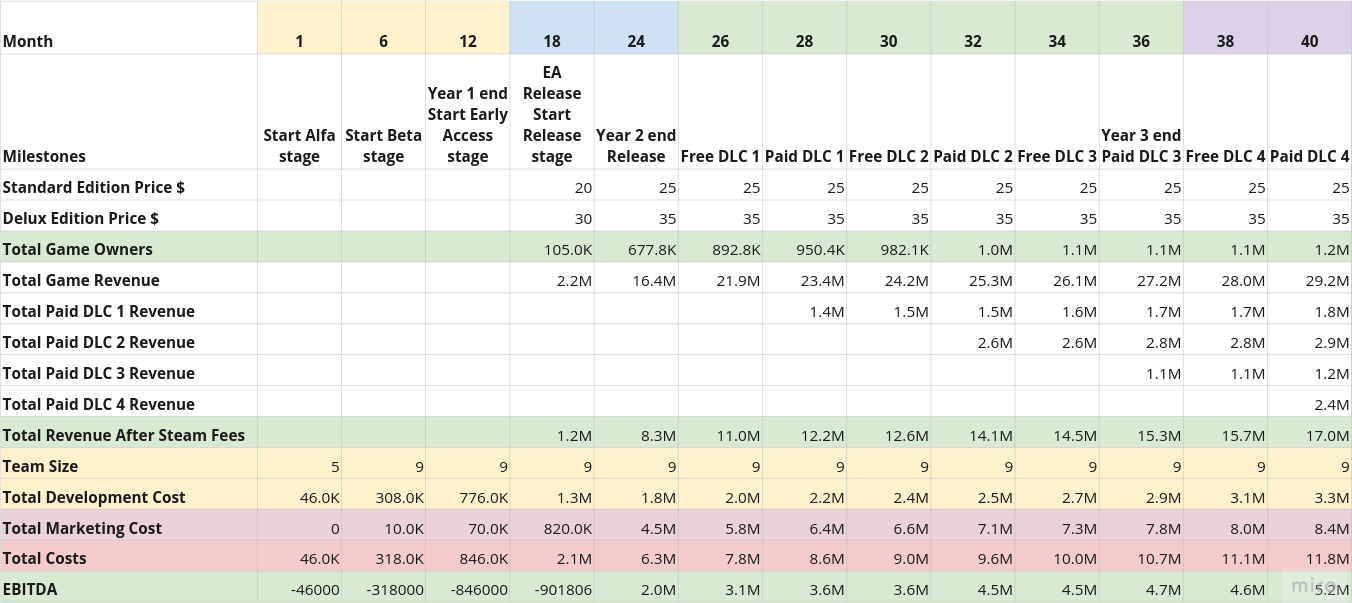 Month 1 6 12 18 24 26 28 30 32 34 36 38 40
EA
Year 1 end Release
Start Early Start
Start Alfa Start Beta Access Release Year 2 end Year 3 end
Milestones stage stage stage stage Release Free DLC 1 Paid DLC 1 Free DLC 2 Paid DLC 2 Free DLC 3 Paid DLC 3 Free DLC 4 Paid DLC 4
Standard Edition Price $ 20 25 25 25 25 25 25 25 25 25
Delux Edition Price $ 30 35 35 35 35 35 35 35 35 35
Total Game Owners 105.0K 677.8K 892.8K 950.4K 982.1K 1.0M 1.1M 1.1M 1.1M 1.2M
Total Game Revenue 2.2M 16.4M 21.9M 23.4M 24.2M 25.3M 26.1M 27.2M 28.0M 29.2M
Total Paid DLC 1 Revenue 1.4M 1.5M 1.5M 1.6M 1.7M 1.7M 1.8M
Total Paid DLC 2 Revenue 2.6M 2.6M 2.8M 2.8M 2.9M
Total Paid DLC 3 Revenue 1.1M 1.1M 1.2M
Total Paid DLC 4 Revenue 2.4M
Total Revenue After Steam Fees 1.2M 8.3M 11.0M 12.2M 12.6M 14.1M 14.5M 15.3M 15.7M 17.0M
Team Size 5 9 9 9 9 9 9 9 9 9 9 9 9
Total Development Cost 46.0K 308.0K 776.0K 1.3M 1.8M 2.0M 2.2M 2.4M 2.5M 2.7M 2.9M 3.1M 3.3M
Total Marketing Cost 0 10.0K 70.0K 820.0K 4.5M 5.8M 6.4M 6.6M 7.1M 7.3M 7.8M 8.0M 8.4M
Total Costs 46.0K 318.0K 846.0K 2.1M 6.3M 7.8M 8.6M 9.0M 9.6M 10.0M 10.7M 11.1M 11.8M
EBITDA -46000 -318000 -846000 -901806 2.0M 3.1M 3.6M 3.6M 4.5M 4.5M 4.7M 4.6M 5.2M
miro